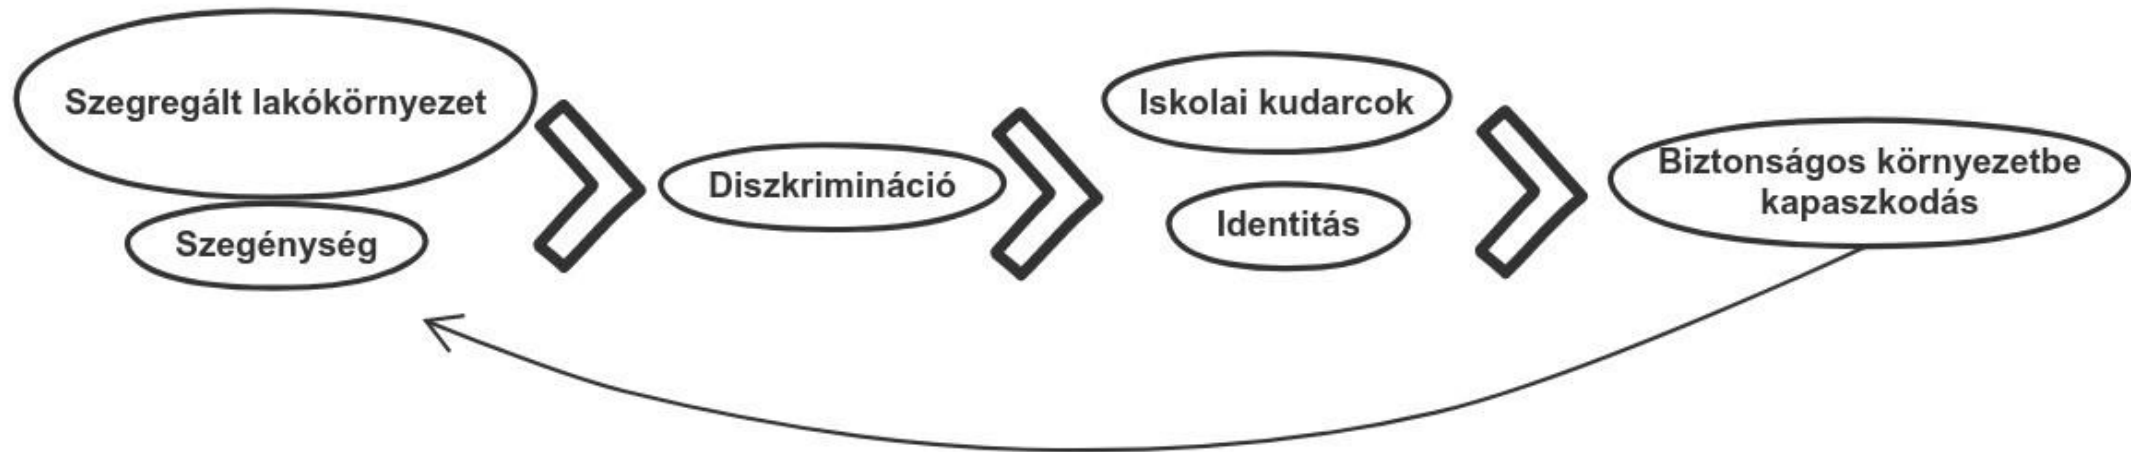 Szegregált lakókörnyezet
Szegénység
Diszkrimináció
Iskolai kudarcok
Identitás
Biztonságos környezetbe
kapaszkodás